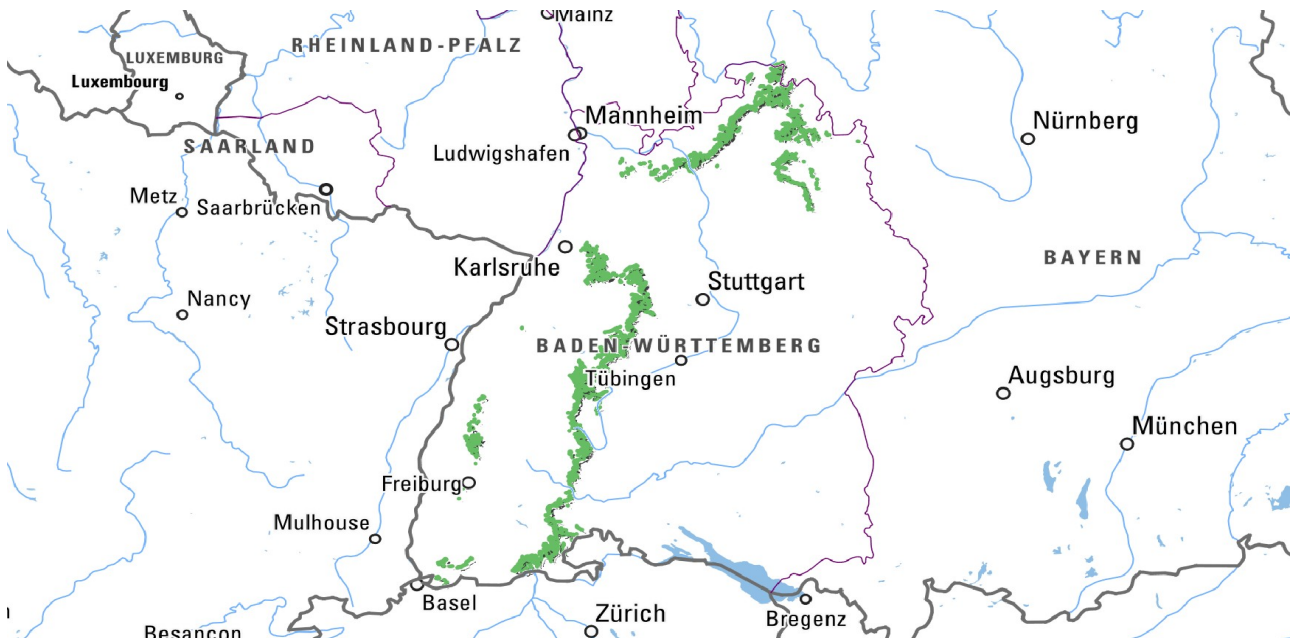 Mainz
RHEINLAND-PFALZ
LUXEMBURG
Luxembourg
Mannheim
Nürnberg
SAARLAND
Ludwigshafen
Metz
Saarbrücken
Karlsruhe
BAYERN
Stuttgart
Nancy
Strasbourg
BADEN-WÜRTTEMBERG
Tübingen
Augsburg
München
Freiburg
Mulhouse
Basel
Zürich
Bregenz
Besançon